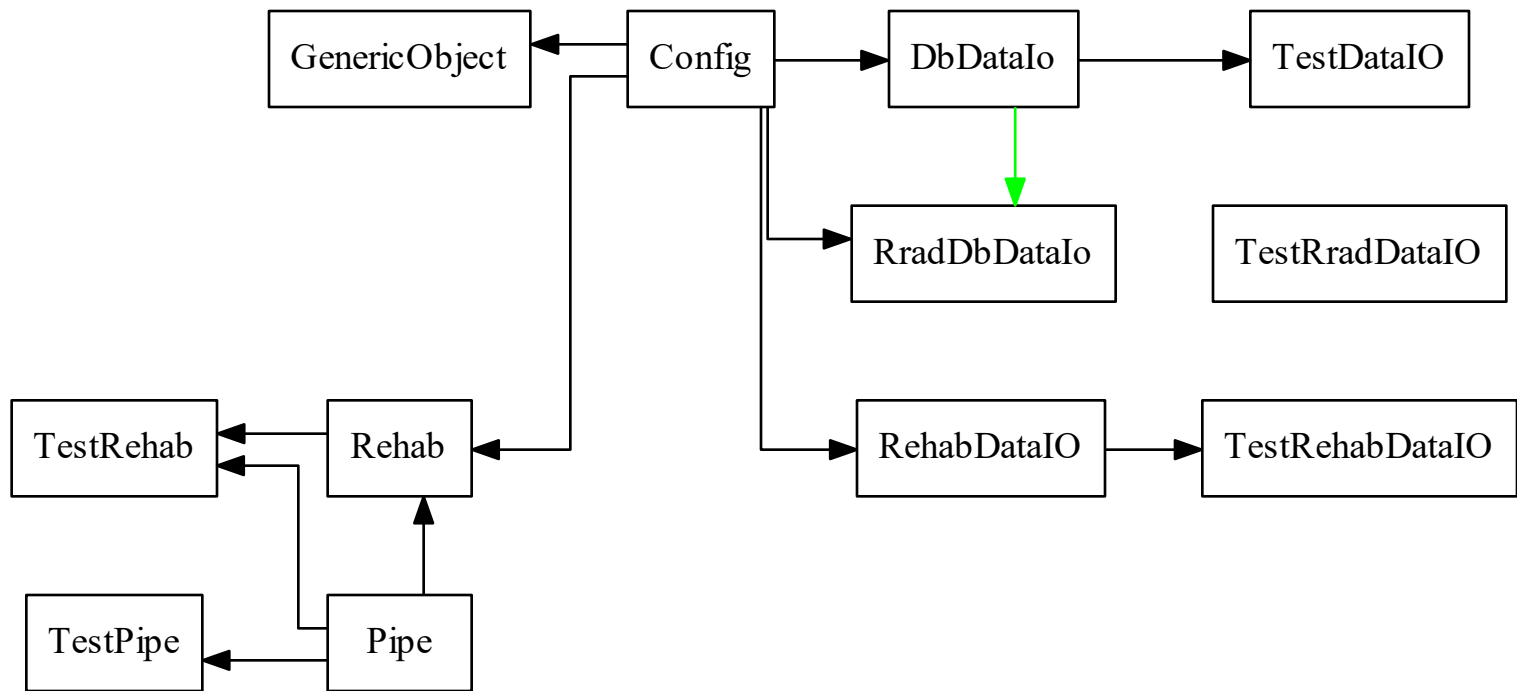 GenericObject
Config
DbDataIo
TestDataIO
RradDbDataIo
TestRradDataIO
TestRehab
Rehab
RehabDataIO
TestRehabDataIO
TestPipe
Pipe